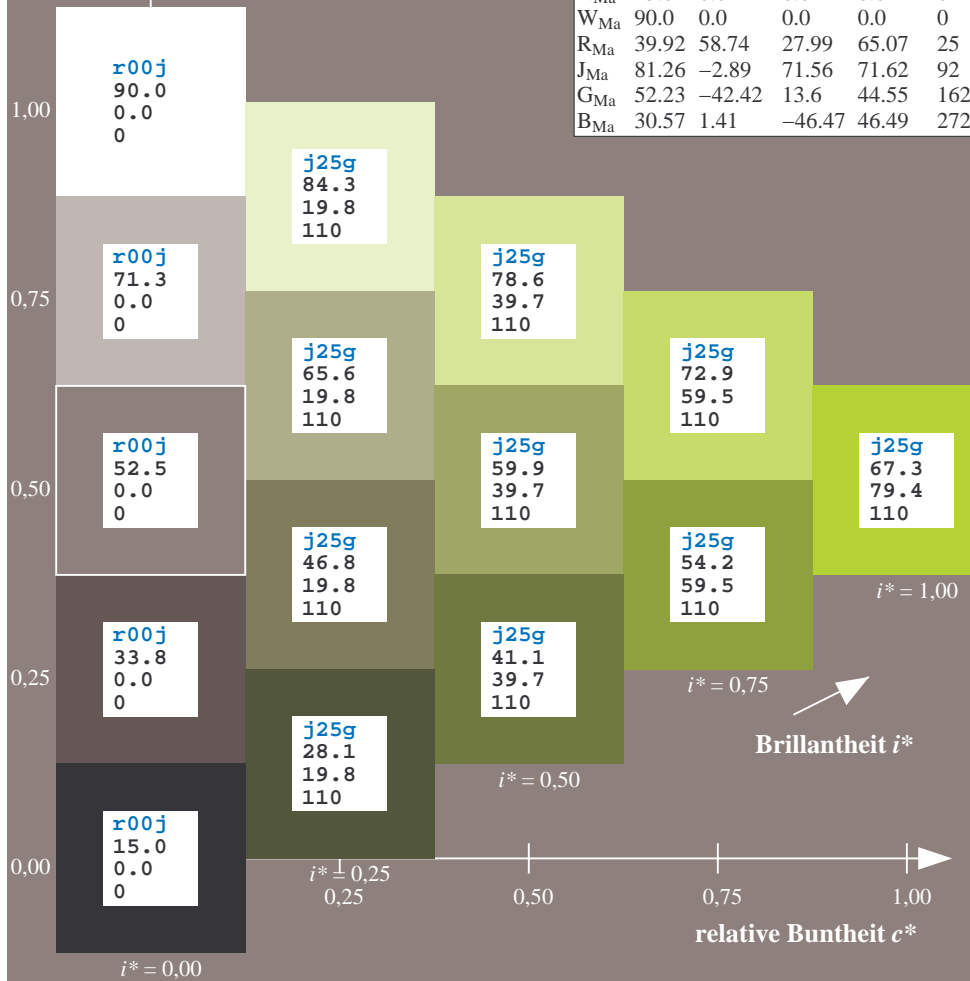 W_Ma 90.0 0.0 0.0 0.0 0
R_Ma 39.92 58.74 27.99 65.07 25
J_Ma 81.26 −2.89 71.56 71.62 92
G_Ma 52.23 −42.42 13.6 44.55 162
B_Ma 30.57 1.41 −46.47 46.49 272
r00j
90.0
0.0
0
1,00
j25g
84.3
19.8
110
r00j
71.3
0.0
0
j25g
78.6
39.7
110
0,75
j25g
65.6
19.8
110
j25g
72.9
59.5
110
r00j
52.5
0.0
0
j25g
59.9
39.7
110
j25g
67.3
79.4
110
0,50
j25g
46.8
19.8
110
j25g
54.2
59.5
110
i* = 1,00
r00j
33.8
0.0
0
j25g
41.1
39.7
110
0,25
i* = 0,75
j25g
28.1
19.8
110
Brillantheit i*
i* = 0,50
r00j
15.0
0.0
0
0,00
i* = 0,25
0,25
0,50
0,75
1,00
relative Buntheit c*
i* = 0,00